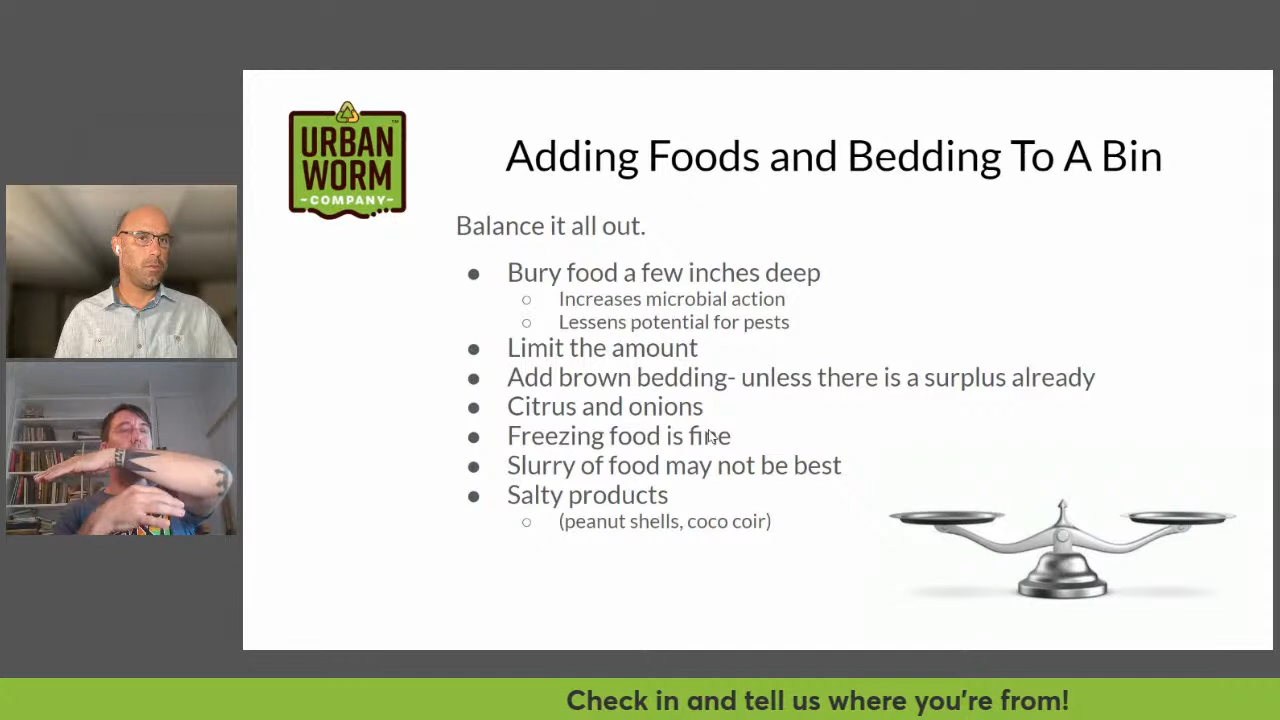 URBAN
WORM
-COMPANY-
™
Adding Foods and Bedding To A Bin
Balance it all out.
● Bury food a few inches deep
○ Increases microbial action
○ Lessens potential for pests
● Limit the amount
● Add brown bedding- unless there is a surplus already
● Citrus and onions
● Freezing food is fine
● Slurry of food may not be best
● Salty products
○ (peanut shells, coco coir)
Check in and tell us where you're from!